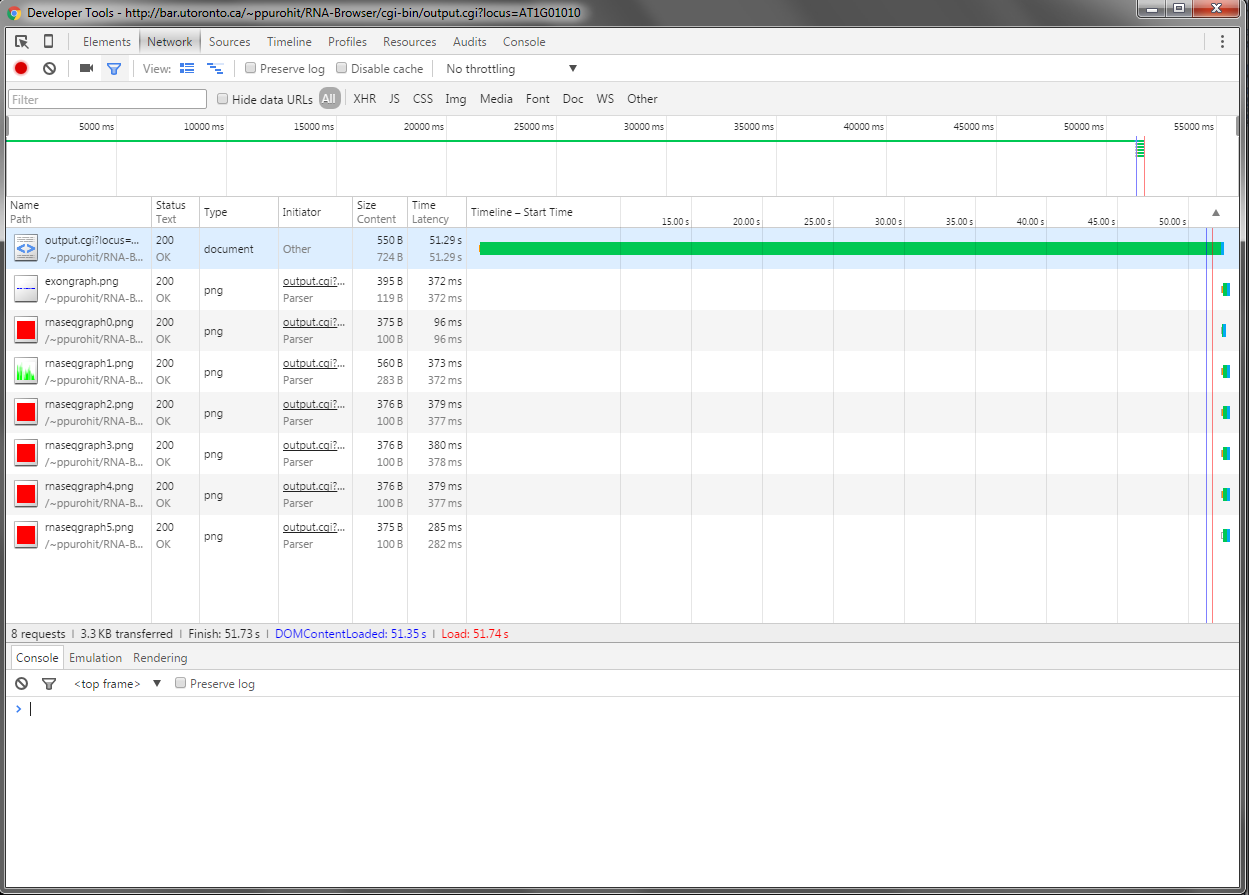 Developer Tools - http://bar.utoronto.ca/~ppurohit/RNA-Browser/cgi-bin/output.cgi?locus=AT1G01010
Elements Network Sources Timeline Profiles Resources Audits Console
View: Preserve log Disable cache No throttling ▼
Filter Hide data URLs All XHR JS CSS Img Media Font Doc WS Other
5000 ms 10000 ms 15000 ms 20000 ms 25000 ms 30000 ms 35000 ms 40000 ms 45000 ms 50000 ms 55000 ms
Name Status Type Initiator Size Time Timeline – Start Time
Path Text Content Latency 15.00 s 20.00 s 25.00 s 30.00 s 35.00 s 40.00 s 45.00 s 50.00 s ▲
output.cgi?locus=... 200 document Other 550 B 51.29 s
/~ppurohit/RNA-B... OK 724 B 51.29 s
exongraph.png 200 png output.cgi?... 395 B 372 ms
/~ppurohit/RNA-B... OK Parser 119 B 372 ms
rnaseqgraph0.png 200 png output.cgi?... 375 B 96 ms
/~ppurohit/RNA-B... OK Parser 100 B 96 ms
rnaseqgraph1.png 200 png output.cgi?... 560 B 373 ms
/~ppurohit/RNA-B... OK Parser 283 B 372 ms
rnaseqgraph2.png 200 png output.cgi?... 376 B 379 ms
/~ppurohit/RNA-B... OK Parser 100 B 377 ms
rnaseqgraph3.png 200 png output.cgi?... 376 B 380 ms
/~ppurohit/RNA-B... OK Parser 100 B 378 ms
rnaseqgraph4.png 200 png output.cgi?... 376 B 379 ms
/~ppurohit/RNA-B... OK Parser 100 B 377 ms
rnaseqgraph5.png 200 png output.cgi?... 375 B 285 ms
/~ppurohit/RNA-B... OK Parser 100 B 282 ms
8 requests | 3.3 KB transferred | Finish: 51.73 s | DOMContentLoaded: 51.35 s | Load: 51.74 s
Console Emulation Rendering
<top frame> ▼ Preserve log
>